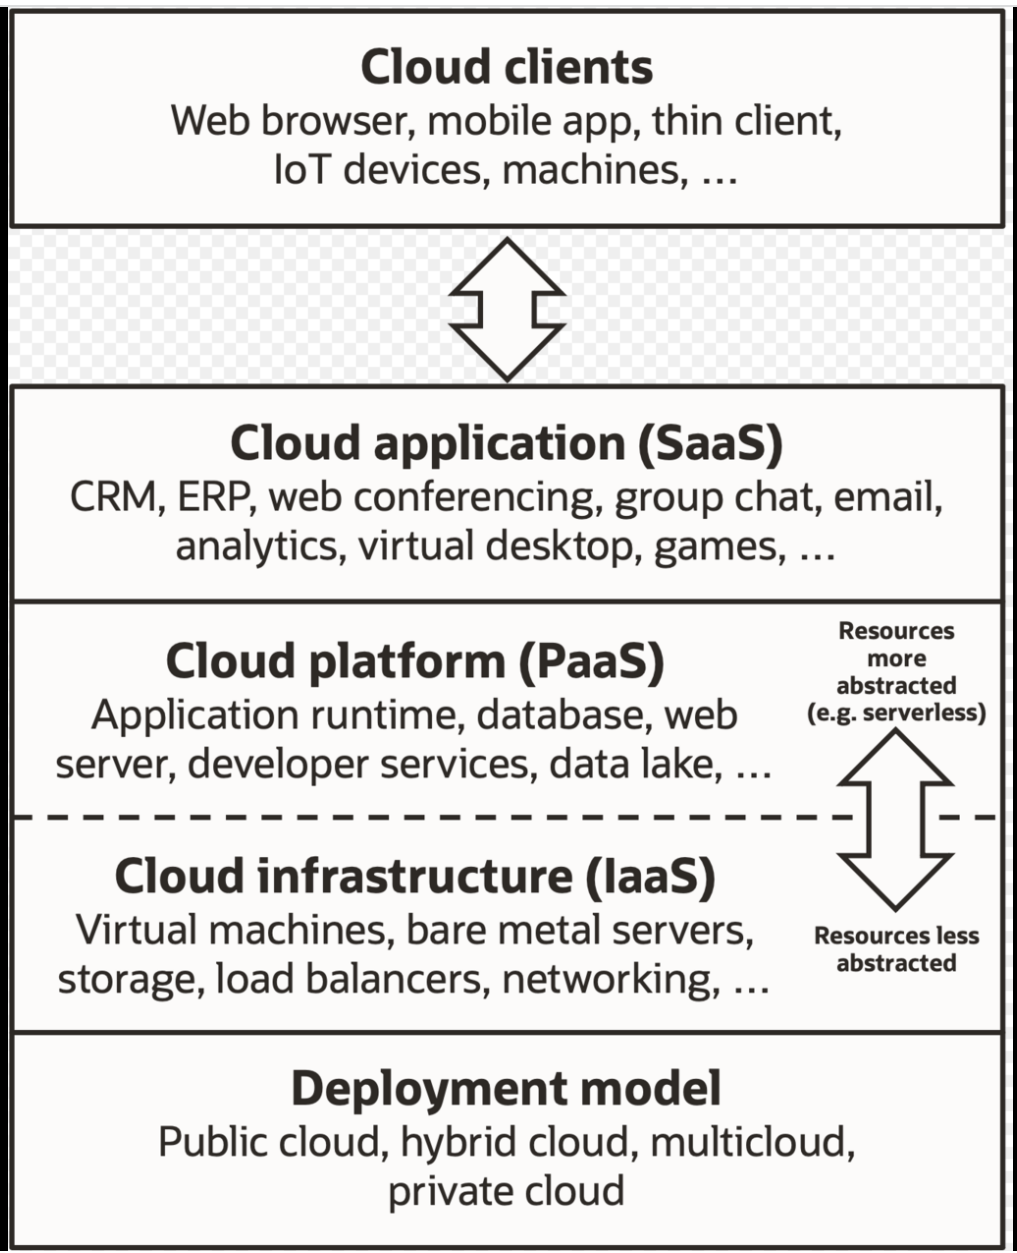 Cloud clients
Web browser, mobile app, thin client,
IoT devices, machines, ...
Cloud application (SaaS)
CRM, ERP, web conferencing, group chat, email,
analytics, virtual desktop, games, ...
Cloud platform (PaaS)
Application runtime, database, web
server, developer services, data lake, ...
Resources
more
abstracted
(e.g. serverless)
Cloud infrastructure (IaaS)
Virtual machines, bare metal servers,
storage, load balancers, networking, ...
Resources less
abstracted
Deployment model
Public cloud, hybrid cloud, multicloud,
private cloud